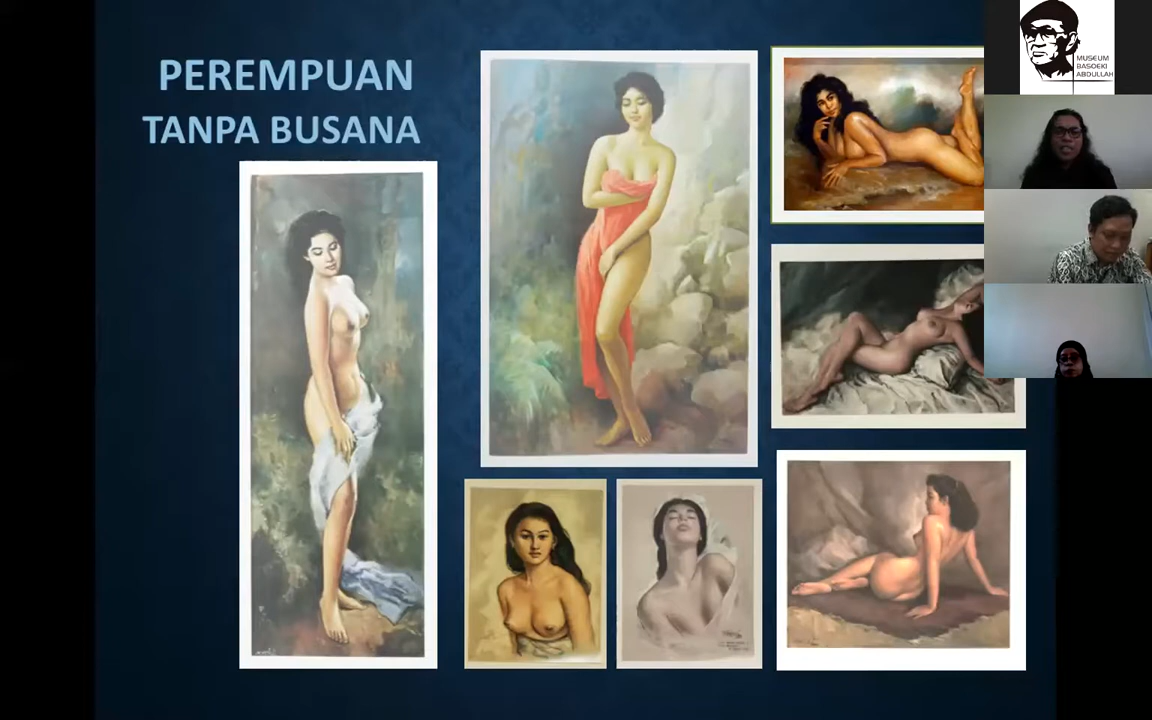 PEREMPUAN
TANPA BUSANA
MUSEUM
BASOEKI
ABDULLAH